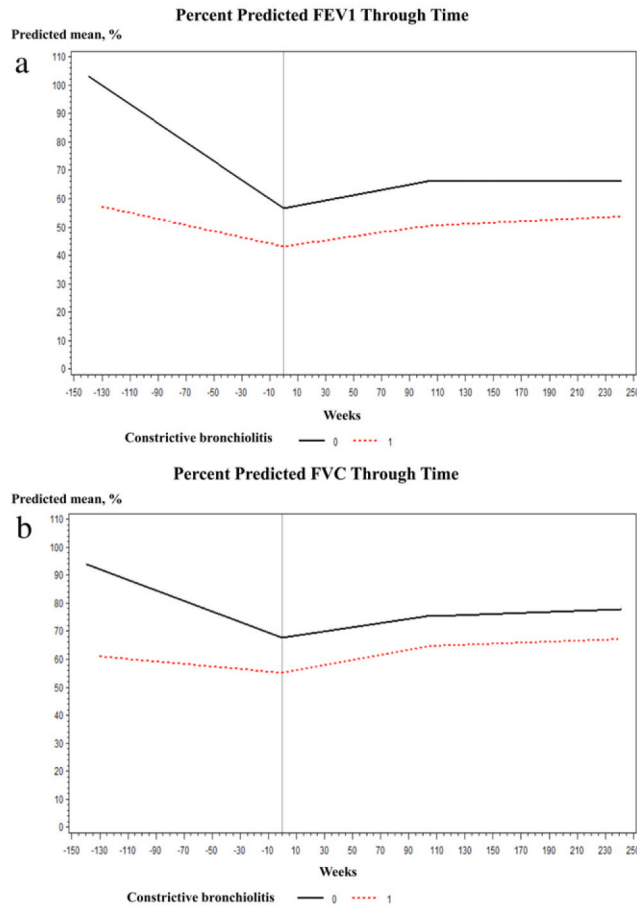 Percent Predicted FEV1 Through Time
Predicted mean, %
a
110
100
90
80
70
60
50
40
30
20
10
0
-150 -130 -110 -90 -70 -50 -30 -10 10 30 50 70 90 110 130 150 170 190 210 230 250
Weeks
Constrictive bronchiolitis 0 1
Percent Predicted FVC Through Time
Predicted mean, %
b
110
100
90
80
70
60
50
40
30
20
10
0
-150 -130 -110 -90 -70 -50 -30 -10 10 30 50 70 90 110 130 150 170 190 210 230 250
Weeks
Constrictive bronchiolitis 0 1